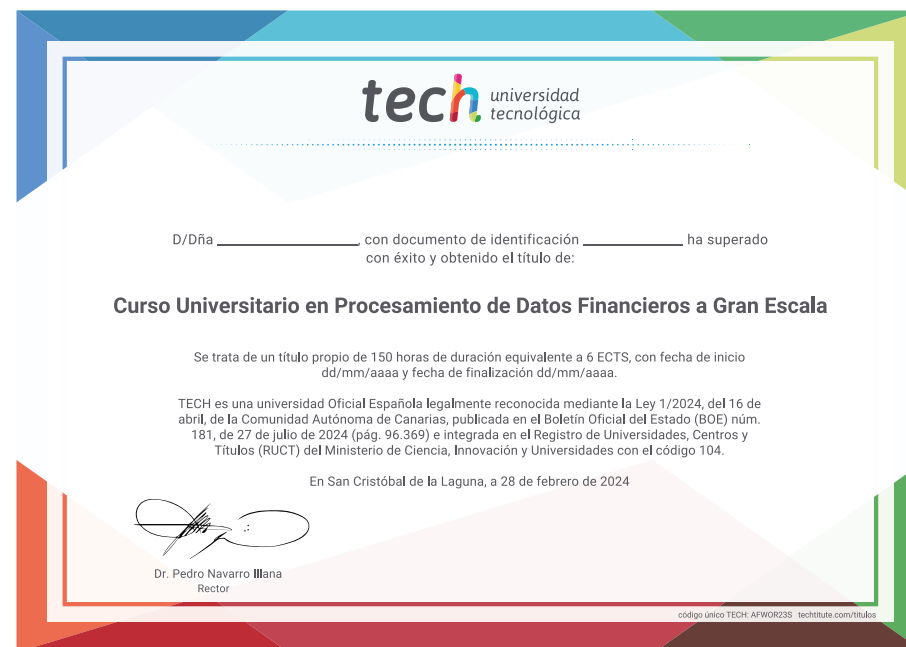 tech universidad
tecnológica
D/Dña ____________, con documento de identificación ____________ ha superado
con éxito y obtenido el título de:
Curso Universitario en Procesamiento de Datos Financieros a Gran Escala
Se trata de un título propio de 150 horas de duración equivalente a 6 ECTS, con fecha de inicio
dd/mm/aaaa y fecha de finalización dd/mm/aaaa.
TECH es una universidad Oficial Española legalmente reconocida mediante la Ley 1/2024, del 16 de
abril, de la Comunidad Autónoma de Canarias, publicada en el Boletín Oficial del Estado (BOE) núm.
181, de 27 de julio de 2024 (pág. 96.369) e integrada en el Registro de Universidades, Centros y
Títulos (RUCT) del Ministerio de Ciencia, Innovación y Universidades con el código 104.
En San Cristóbal de la Laguna, a 28 de febrero de 2024
Dr. Pedro Navarro Illana
Rector
código único TECH: AFWOR23S techtitute.com/titulos